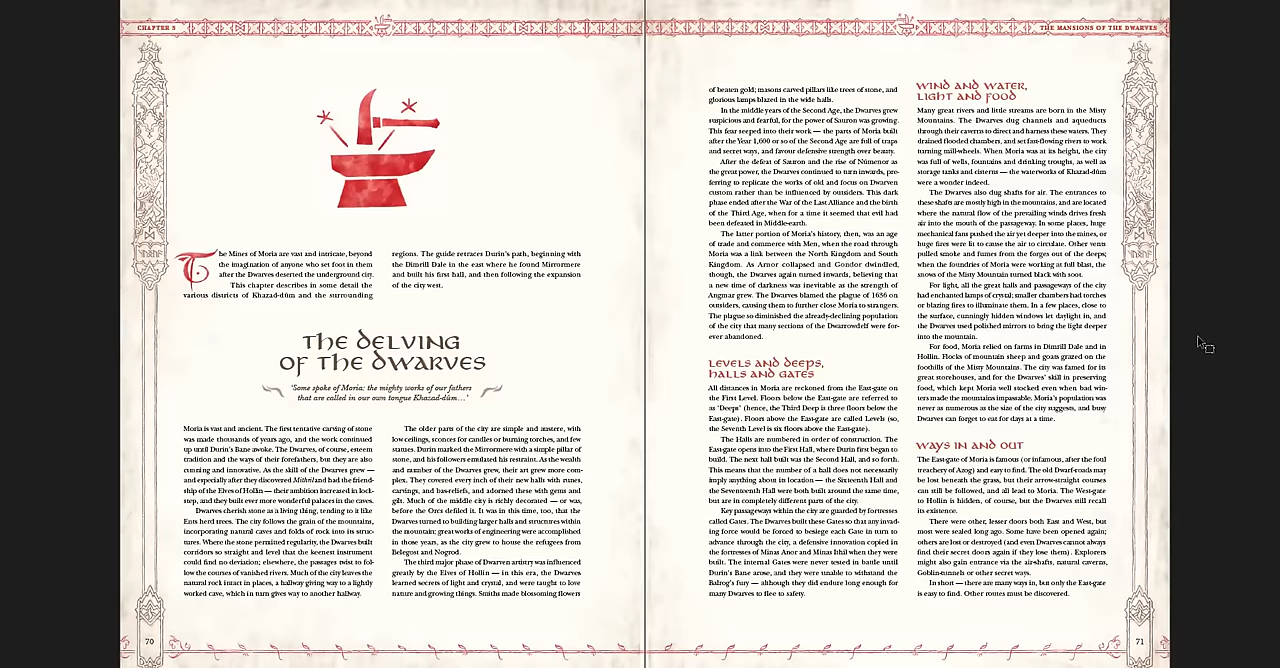 CHAPTER 5
THE MANSIONS OF THE DWARVES
The Mines of Moria are vast and intricate, beyond
the imagination of anyone who set foot in them
after the Dwarves deserted the underground city.
This chapter describes in some detail the
various districts of Khazad-dûm and the surrounding
regions. The guide retraces Durin's path, beginning with
the Dimrill Dale in the east where he found Mirrormere
and built his first hall, and then following the expansion
of the city west.
THE DELVING
OF THE DWARVES
'Some spoke of Moria: the mighty works of our fathers
that are called in our own tongue Khazad-dûm…'
Moria is vast and ancient. The first tentative carving of stone
was made thousands of years ago, and the work continued
up until Durin's Bane awoke. The Dwarves, of course, esteem
tradition and the ways of their forefathers, but they are also
cunning and innovative. As the skill of the Dwarves grew —
and especially after they discovered Mithril and had the friend-
ship of the Elves of Hollin — their ambition increased in lock-
step, and they built ever more wonderful palaces in the caves.
Dwarves cherish stone as a living thing, tending to it like
Ents herd trees. The city follows the grain of the mountains,
incorporating natural caves and folds of rock into its struc-
tures. Where the stone permitted regularity, the Dwarves built
corridors so straight and level that the keenest instrument
could find no deviation; elsewhere, the passages twist to fol-
low the courses of vanished rivers. Much of the city leaves the
natural rock intact in places, a hallway giving way to a lightly
worked cave, which in turn gives way to another hallway.
The older parts of the city are simple and austere, with
low ceilings, sconces for candles or burning torches, and few
statues. Durin marked the Mirrormere with a simple pillar of
stone, and his followers emulated his restraint. As the wealth
and number of the Dwarves grew, their art grew more com-
plex. They covered every inch of their new halls with runes,
carvings, and bas-reliefs, and adorned these with gems and
gilt. Much of the middle city is richly decorated — or was,
before the Orcs defiled it. It was in this time, too, that the
Dwarves turned to building larger halls and structures within
the mountain; great works of engineering were accomplished
in those years, as the city grew to house the refugees from
Belegost and Nogrod.
The third major phase of Dwarven artistry was influenced
greatly by the Elves of Hollin — in this era, the Dwarves
learned secrets of light and crystal, and were taught to love
nature and growing things. Smiths made blossoming flowers
70
of beaten gold; masons carved pillars like trees of stone, and
glorious lamps blazed in the wide halls.
In the middle years of the Second Age, the Dwarves grew
suspicious and fearful, for the power of Sauron was growing.
This fear seeped into their work — the parts of Moria built
after the Year 1,600 or so of the Second Age are full of traps
and secret ways, and favour defensive strength over beauty.
After the defeat of Sauron and the rise of Númenor as
the great power, the Dwarves continued to turn inwards, pre-
ferring to replicate the works of old and focus on Dwarven
custom rather than be influenced by outsiders. This dark
phase ended after the War of the Last Alliance and the birth
of the Third Age, when for a time it seemed that evil had
been defeated in Middle-earth.
The latter portion of Moria's history, then, was an age
of trade and commerce with Men, when the road through
Moria was a link between the North Kingdom and South
Kingdom. As Arnor collapsed and Gondor dwindled,
though, the Dwarves again turned inwards, believing that
a new time of darkness was inevitable as the strength of
Angmar grew. The Dwarves blamed the plague of 1636 on
outsiders, causing them to further close Moria to strangers.
The plague so diminished the already-declining population
of the city that many sections of the Dwarrowdelf were for-
ever abandoned.
LEVELS AND DEEPS,
HALLS AND GATES
All distances in Moria are reckoned from the East-gate on
the First Level. Floors below the East-gate are referred to
as 'Deeps' (hence, the Third Deep is three floors below the
East-gate). Floors above the East-gate are called Levels (so,
the Seventh Level is six floors above the East-gate).
The Halls are numbered in order of construction. The
East-gate opens into the First Hall, where Durin first began to
build. The next hall built was the Second Hall, and so forth.
This means that the number of a hall does not necessarily
imply anything about its location — the Sixteenth Hall and
the Seventeenth Hall were both built around the same time,
but are in completely different parts of the city.
Key passageways within the city are guarded by fortresses
called Gates. The Dwarves built these Gates so that any invad-
ing force would be forced to besiege each Gate in turn to
advance through the city, a defensive innovation copied in
the fortresses of Minas Anor and Minas Ithil when they were
built. The internal Gates were never tested in battle until
Durin's Bane arose, and they were unable to withstand the
Balrog's fury — although they did endure long enough for
many Dwarves to flee to safety.
WIND AND WATER,
LIGHT AND FOOD
Many great rivers and little streams are born in the Misty
Mountains. The Dwarves dug channels and aqueducts
through their caverns to direct and harness these waters. They
drained flooded chambers, and set fast-flowing rivers to work
turning mill-wheels. When Moria was at its height, the city
was full of wells, fountains and drinking troughs, as well as
storage tanks and cisterns — the waterworks of Khazad-dûm
were a wonder indeed.
The Dwarves also dug shafts for air. The entrances to
these shafts are mostly high in the mountains, and are located
where the natural flow of the prevailing winds drives fresh
air into the mouth of the passageway. In some places, huge
mechanical fans pushed the air yet deeper into the mines, or
huge fires were lit to cause the air to circulate. Other vents
pulled smoke and fumes from the forges out of the deeps;
when the foundries of Moria were working at full blast, the
snows of the Misty Mountain turned black with soot.
For light, all the great halls and passageways of the city
had enchanted lamps of crystal; smaller chambers had torches
or blazing fires to illuminate them. In a few places, close to
the surface, cunningly hidden windows let daylight in, and
the Dwarves used polished mirrors to bring the light deeper
into the mountain.
For food, Moria relied on farms in Dimrill Dale and in
Hollin. Flocks of mountain sheep and goats grazed on the
foothills of the Misty Mountains. The city was famed for its
great storehouses, and for the Dwarves' skill in preserving
food, which kept Moria well stocked even when bad win-
ters made the mountains impassable. Moria's population was
never as numerous as the size of the city suggests, and busy
Dwarves can forget to eat for days at a time.
WAYS IN AND OUT
The East-gate of Moria is famous (or infamous, after the foul
treachery of Azog) and easy to find. The old Dwarf-roads may
be lost beneath the grass, but their arrow-straight courses
can still be followed, and all lead to Moria. The West-gate
to Hollin is hidden, of course, but the Dwarves still recall
its existence.
There were other, lesser doors both East and West, but
most were sealed long ago. Some have been opened again;
others are lost or destroyed (and even Dwarves cannot always
find their secret doors again if they lose them). Explorers
might also gain entrance via the airshafts, natural caverns,
Goblin-tunnels or other secret ways.
In short — there are many ways in, but only the East-gate
is easy to find. Other routes must be discovered.
71